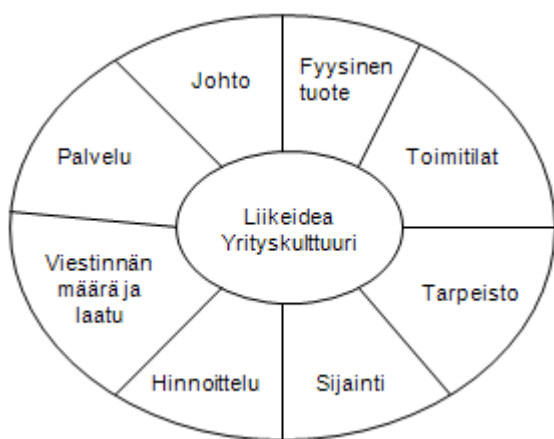 Johto
Fyysinen
tuote
Toimitilat
Tarpeisto
Sijainti
Hinnoittelu
Viestinnän
määrä ja
laatu
Palvelu
Liikeidea
Yrityskulttuuri